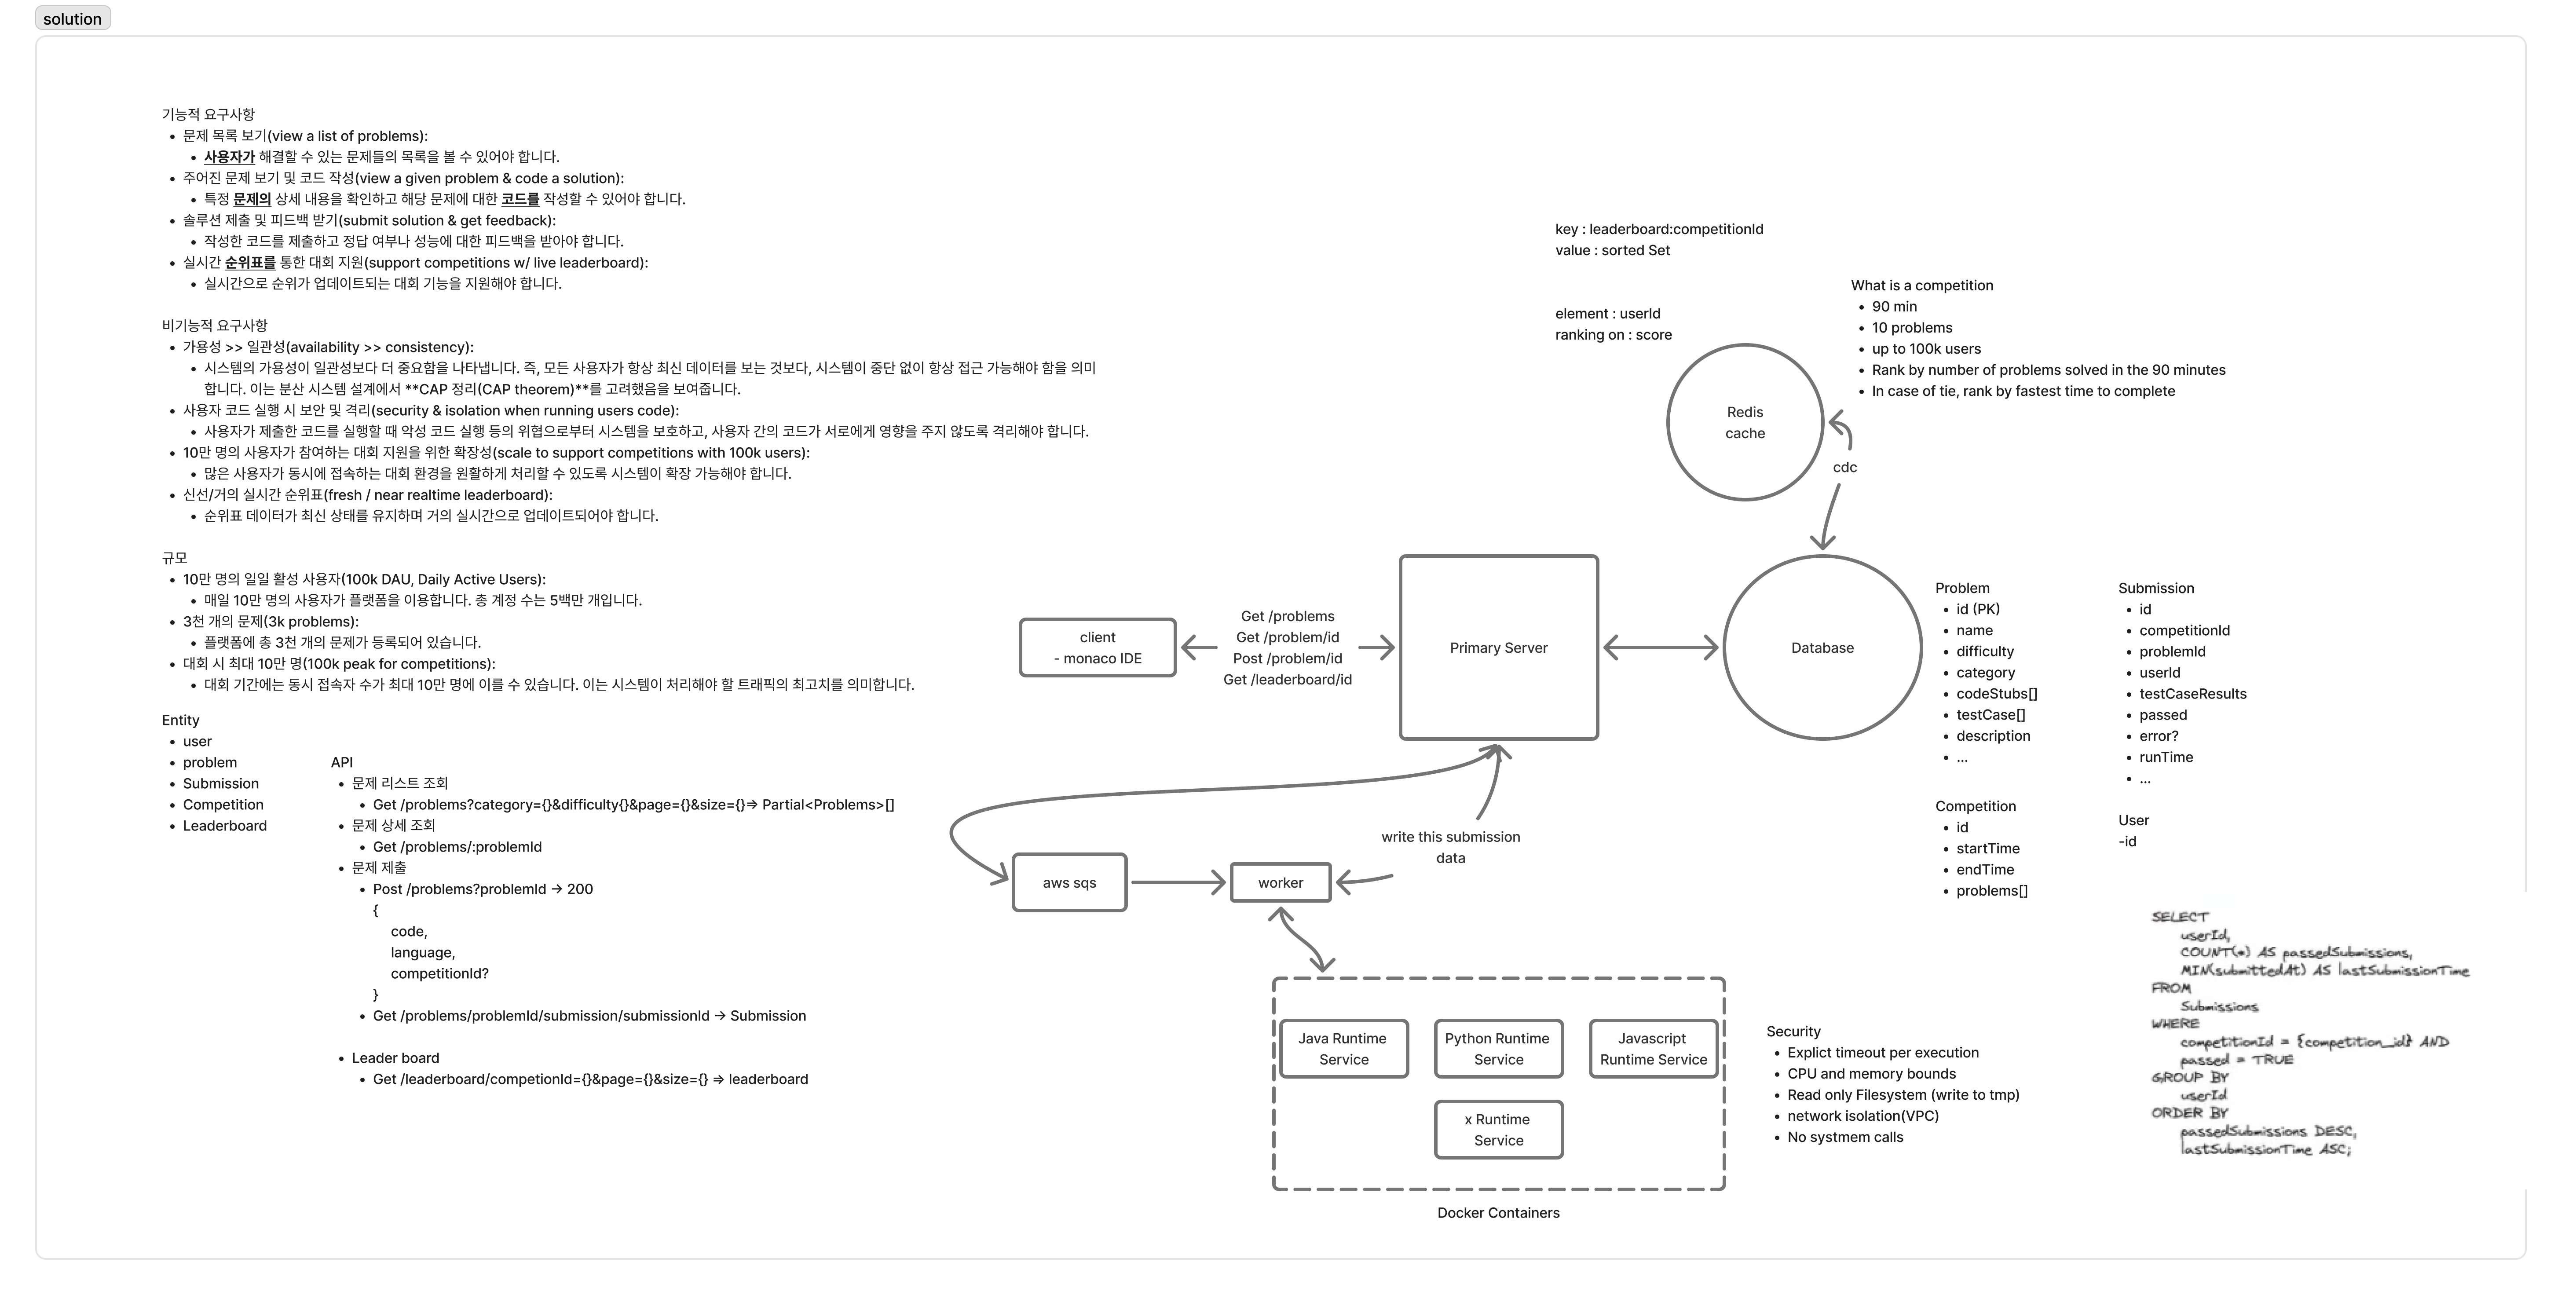 solution
기능적 요구사항
• 문제 목록 보기(view a list of problems):
• 사용자가 해결할 수 있는 문제들의 목록을 볼 수 있어야 합니다.
• 주어진 문제 보기 및 코드 작성(view a given problem & code a solution):
• 특정 문제의 상세 내용을 확인하고 해당 문제에 대한 코드를 작성할 수 있어야 합니다.
• 솔루션 제출 및 피드백 받기(submit solution & get feedback):
• 작성한 코드를 제출하고 정답 여부나 성능에 대한 피드백을 받아야 합니다.
• 실시간 순위표를 통한 대회 지원(support competitions w/ live leaderboard):
• 실시간으로 순위가 업데이트되는 대회 기능을 지원해야 합니다.
비기능적 요구사항
• 가용성 >> 일관성(availability >> consistency):
• 시스템의 가용성이 일관성보다 더 중요함을 나타냅니다. 즉, 모든 사용자가 항상 최신 데이터를 보는 것보다, 시스템이 중단 없이 항상 접근 가능해야 함을 의미
합니다. 이는 분산 시스템 설계에서 **CAP 정리(CAP theorem)**를 고려했음을 보여줍니다.
• 사용자 코드 실행 시 보안 및 격리(security & isolation when running users code):
• 사용자가 제출한 코드를 실행할 때 악성 코드 실행 등의 위협으로부터 시스템을 보호하고, 사용자 간의 코드가 서로에게 영향을 주지 않도록 격리해야 합니다.
• 10만 명의 사용자가 참여하는 대회 지원을 위한 확장성(scale to support competitions with 100k users):
• 많은 사용자가 동시에 접속하는 대회 환경을 원활하게 처리할 수 있도록 시스템이 확장 가능해야 합니다.
• 신선/거의 실시간 순위표(fresh / near realtime leaderboard):
• 순위표 데이터가 최신 상태를 유지하며 거의 실시간으로 업데이트되어야 합니다.
규모
• 10만 명의 일일 활성 사용자(100k DAU, Daily Active Users):
• 매일 10만 명의 사용자가 플랫폼을 이용합니다. 총 계정 수는 5백만 개입니다.
• 3천 개의 문제(3k problems):
• 플랫폼에 총 3천 개의 문제가 등록되어 있습니다.
• 대회 시 최대 10만 명(100k peak for competitions):
• 대회 기간에는 동시 접속자 수가 최대 10만 명에 이를 수 있습니다. 이는 시스템이 처리해야 할 트래픽의 최고치를 의미합니다.
Entity
• user
• problem
• Submission
• Competition
• Leaderboard
API
• 문제 리스트 조회
• Get /problems?category={}&difficulty{}&page={}&size={}⇒ Partial<Problems>[]
• 문제 상세 조회
• Get /problems/:problemId
• 문제 제출
• Post /problems?problemId → 200
{
code,
language,
competitionId?
}
• Get /problems/problemId/submission/submissionId → Submission
• Leader board
• Get /leaderboard/competionId={}&page={}&size={} ⇒ leaderboard
key : leaderboard:competitionId
value : sorted Set
element : userId
ranking on : score
What is a competition
• 90 min
• 10 problems
• up to 100k users
• Rank by number of problems solved in the 90 minutes
• In case of tie, rank by fastest time to complete
Redis
cache
cdc
client
- monaco IDE
Get /problems
Get /problem/id
Post /problem/id
Get /leaderboard/id
Primary Server
Database
Problem
• id (PK)
• name
• difficulty
• category
• codeStubs[]
• testCase[]
• description
• ...
Submission
• id
• competitionId
• problemId
• userId
• testCaseResults
• passed
• error?
• runTime
• ...
Competition
• id
• startTime
• endTime
• problems[]
User
-id
write this submission
data
aws sqs
worker
Java Runtime
Service
Python Runtime
Service
Javascript
Runtime Service
x Runtime
Service
Docker Containers
Security
• Explict timeout per execution
• CPU and memory bounds
• Read only Filesystem (write to tmp)
• network isolation(VPC)
• No systmem calls
SELECT
userId,
COUNT(*) AS passedSubmissions,
MIN(submittedAt) AS lastSubmissionTime
FROM
Submissions
WHERE
competitionId = {competition_id} AND
passed = TRUE
GROUP BY
userId
ORDER BY
passedSubmissions DESC,
lastSubmissionTime ASC;